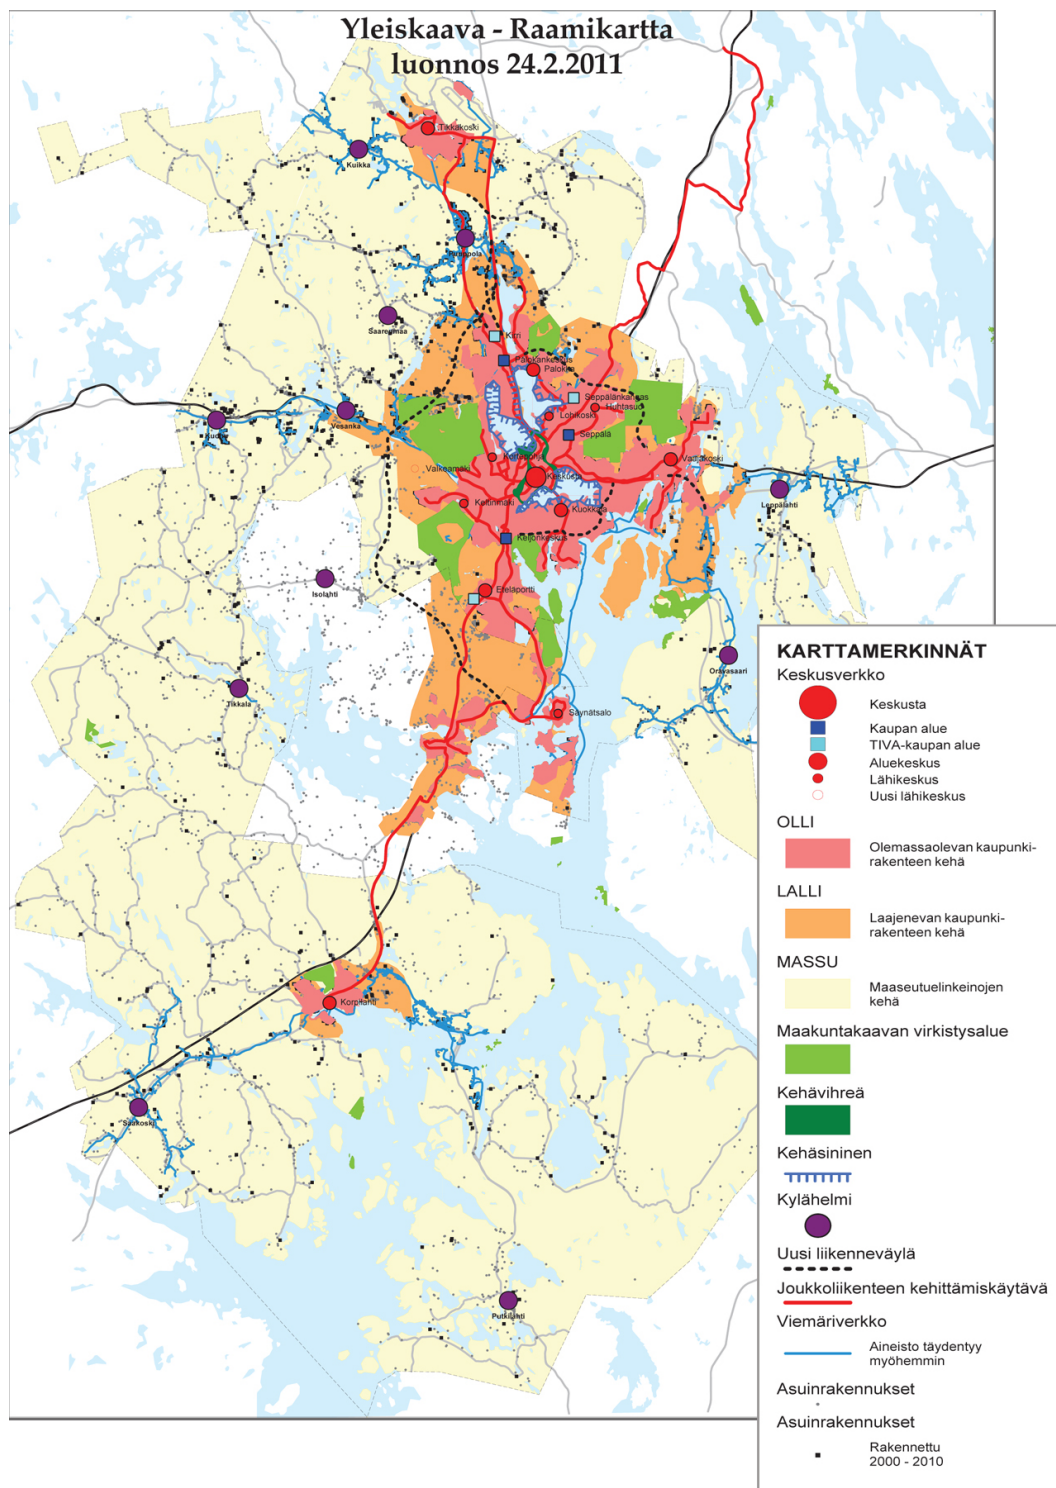 Yleiskaava - Raamikartta
luonnos 24.2.2011
Tikkakoski
Kuikka
Saarenmaa
Kirri
Palokankeskus
Palokka
Seppälänkangas
Huhtasuo
Lohikoski
Seppälä
Vesanka
Kuohu
Kortepohja
Valkeamäki
Keskusta
Vaajakoski
Keltinmäki
Kuokkala
Leppälahti
Keljonkeskus
Isolahti
Eteläportti
Oravasaari
Tikkala
Säynätsalo
Korpilahti
Saakoski
Putkilahti
KARTTAMERKINNÄT
Keskusverkko
Keskusta
Kaupan alue
TIVA-kaupan alue
Aluekeskus
Lähikeskus
Uusi lähikeskus
OLLI
Olemassaolevan kaupunki-
rakenteen kehä
LALLI
Laajenevan kaupunki-
rakenteen kehä
MASSU
Maaseutuelinkeinojen
kehä
Maakuntakaavan virkistysalue
Kehävihreä
Kehäsininen
Kylähelmi
Uusi liikenneväylä
Joukkoliikenteen kehittämiskäytävä
Viemäriverkko
Aineisto täydentyy
myöhemmin
Asuinrakennukset
Asuinrakennukset
Rakennettu
2000 - 2010